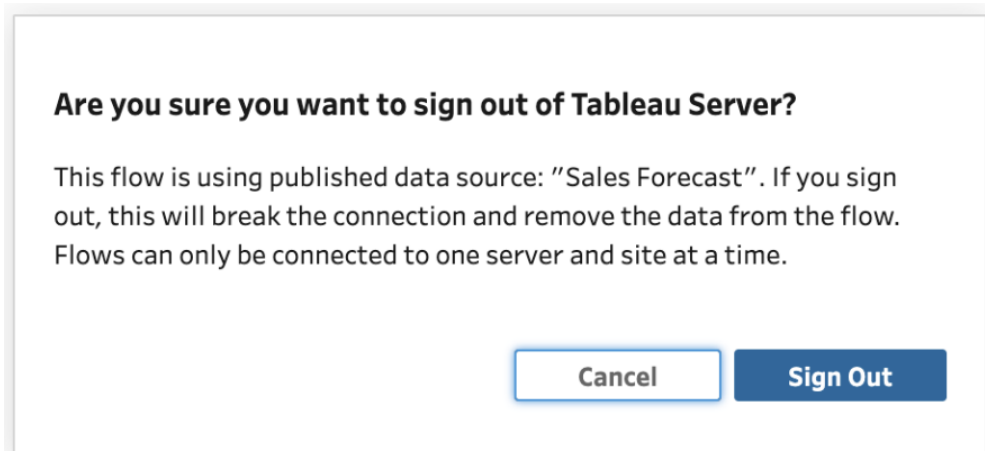 Are you sure you want to sign out of Tableau Server?
This flow is using published data source: "Sales Forecast". If you sign
out, this will break the connection and remove the data from the flow.
Flows can only be connected to one server and site at a time.
Cancel Sign Out